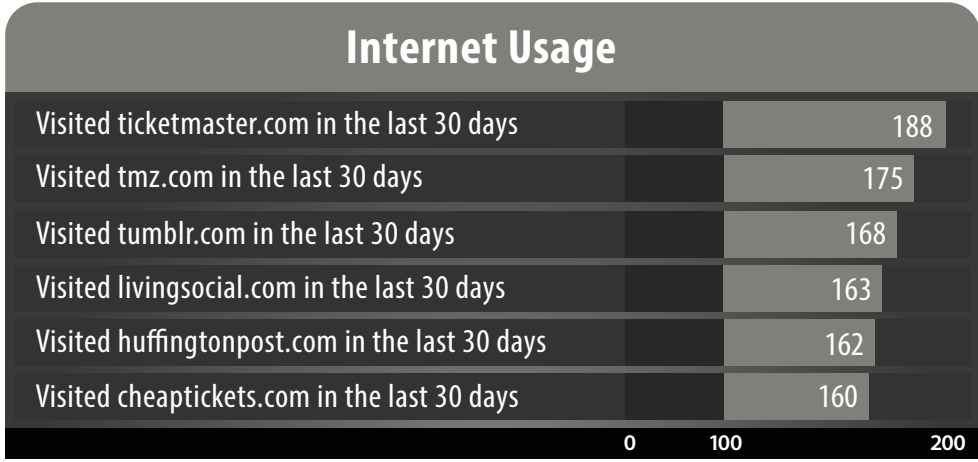 Internet Usage
Visited ticketmaster.com in the last 30 days 188
Visited tmz.com in the last 30 days 175
Visited tumblr.com in the last 30 days 168
Visited livingsocial.com in the last 30 days 163
Visited huffingtonpost.com in the last 30 days 162
Visited cheaptickets.com in the last 30 days 160
0 100 200